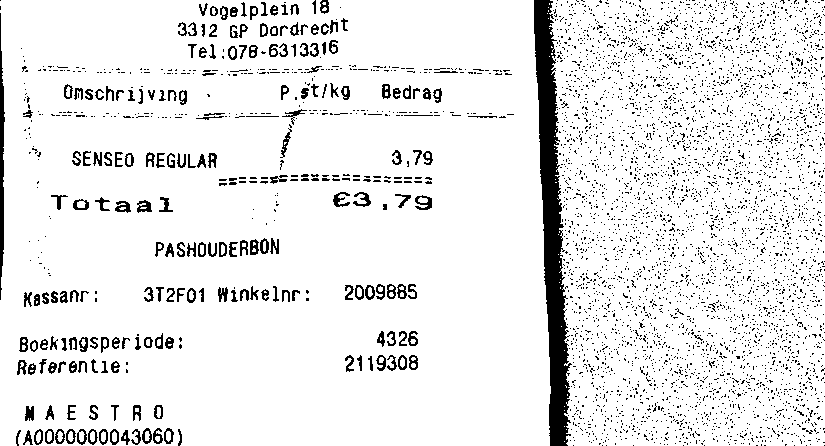 Vogelplein 18
3312 GP Dordrecht
Tel:078-6313316
Omschrijving P.st/kg Bedrag
SENSEO REGULAR 3,79
Totaal €3,79
PASHOUDERBON
Kassanr: 3T2F01 Winkelnr: 2009885
Boekingsperiode: 4326
Referentie: 2119308
M A E S T R O
(A0000000043060)